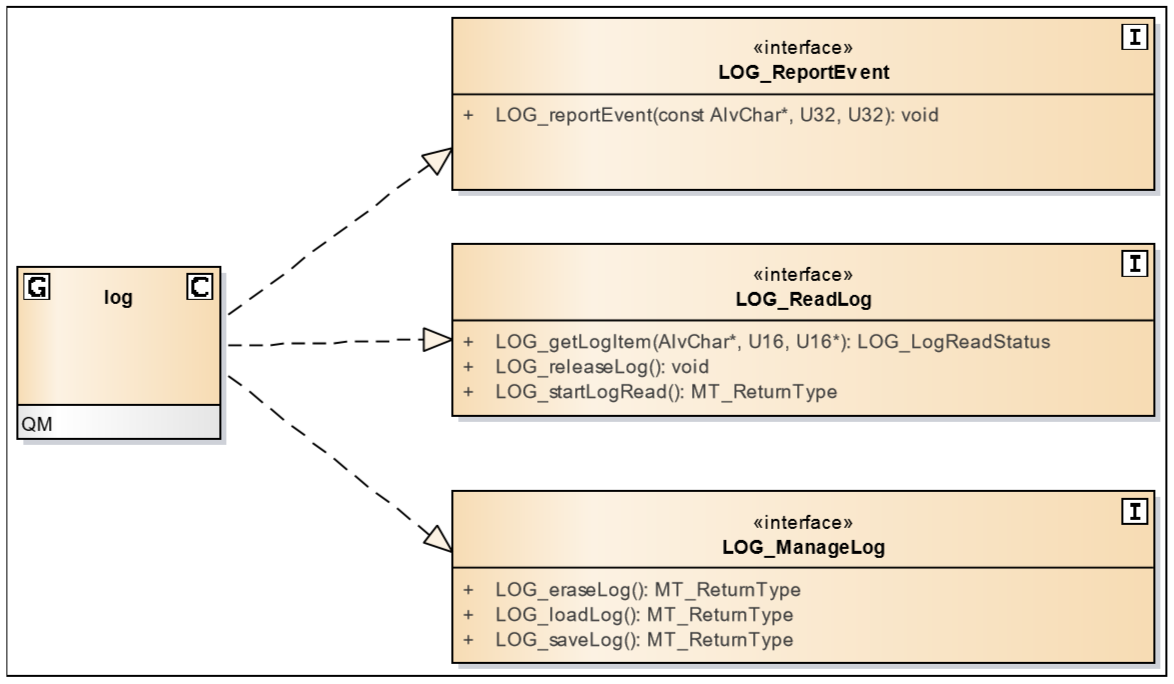 «interface»
I
LOG_ReportEvent
+ LOG_reportEvent(const AlvChar*, U32, U32): void
«interface»
I
LOG_ReadLog
+ LOG_getLogItem(AlvChar*, U16, U16*): LOG_LogReadStatus
+ LOG_releaseLog(): void
+ LOG_startLogRead(): MT_ReturnType
G
log
C
QM
«interface»
I
LOG_ManageLog
+ LOG_eraseLog(): MT_ReturnType
+ LOG_loadLog(): MT_ReturnType
+ LOG_saveLog(): MT_ReturnType